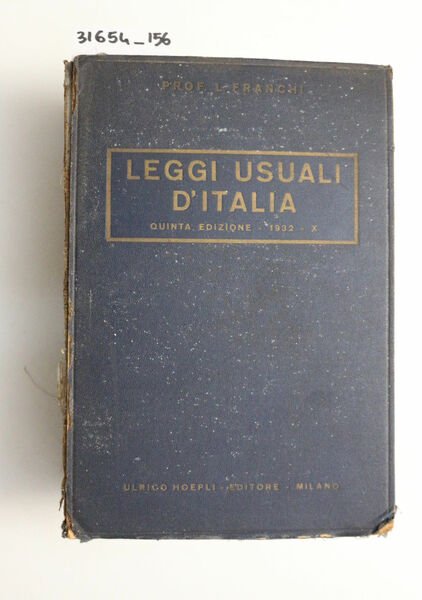 31654_156
PROF. L. FRANCHI
LEGGI USUALI
D'ITALIA
QUINTA EDIZIONE - 1932 - X
ULRICO HOEPLI - EDITORE - MILANO